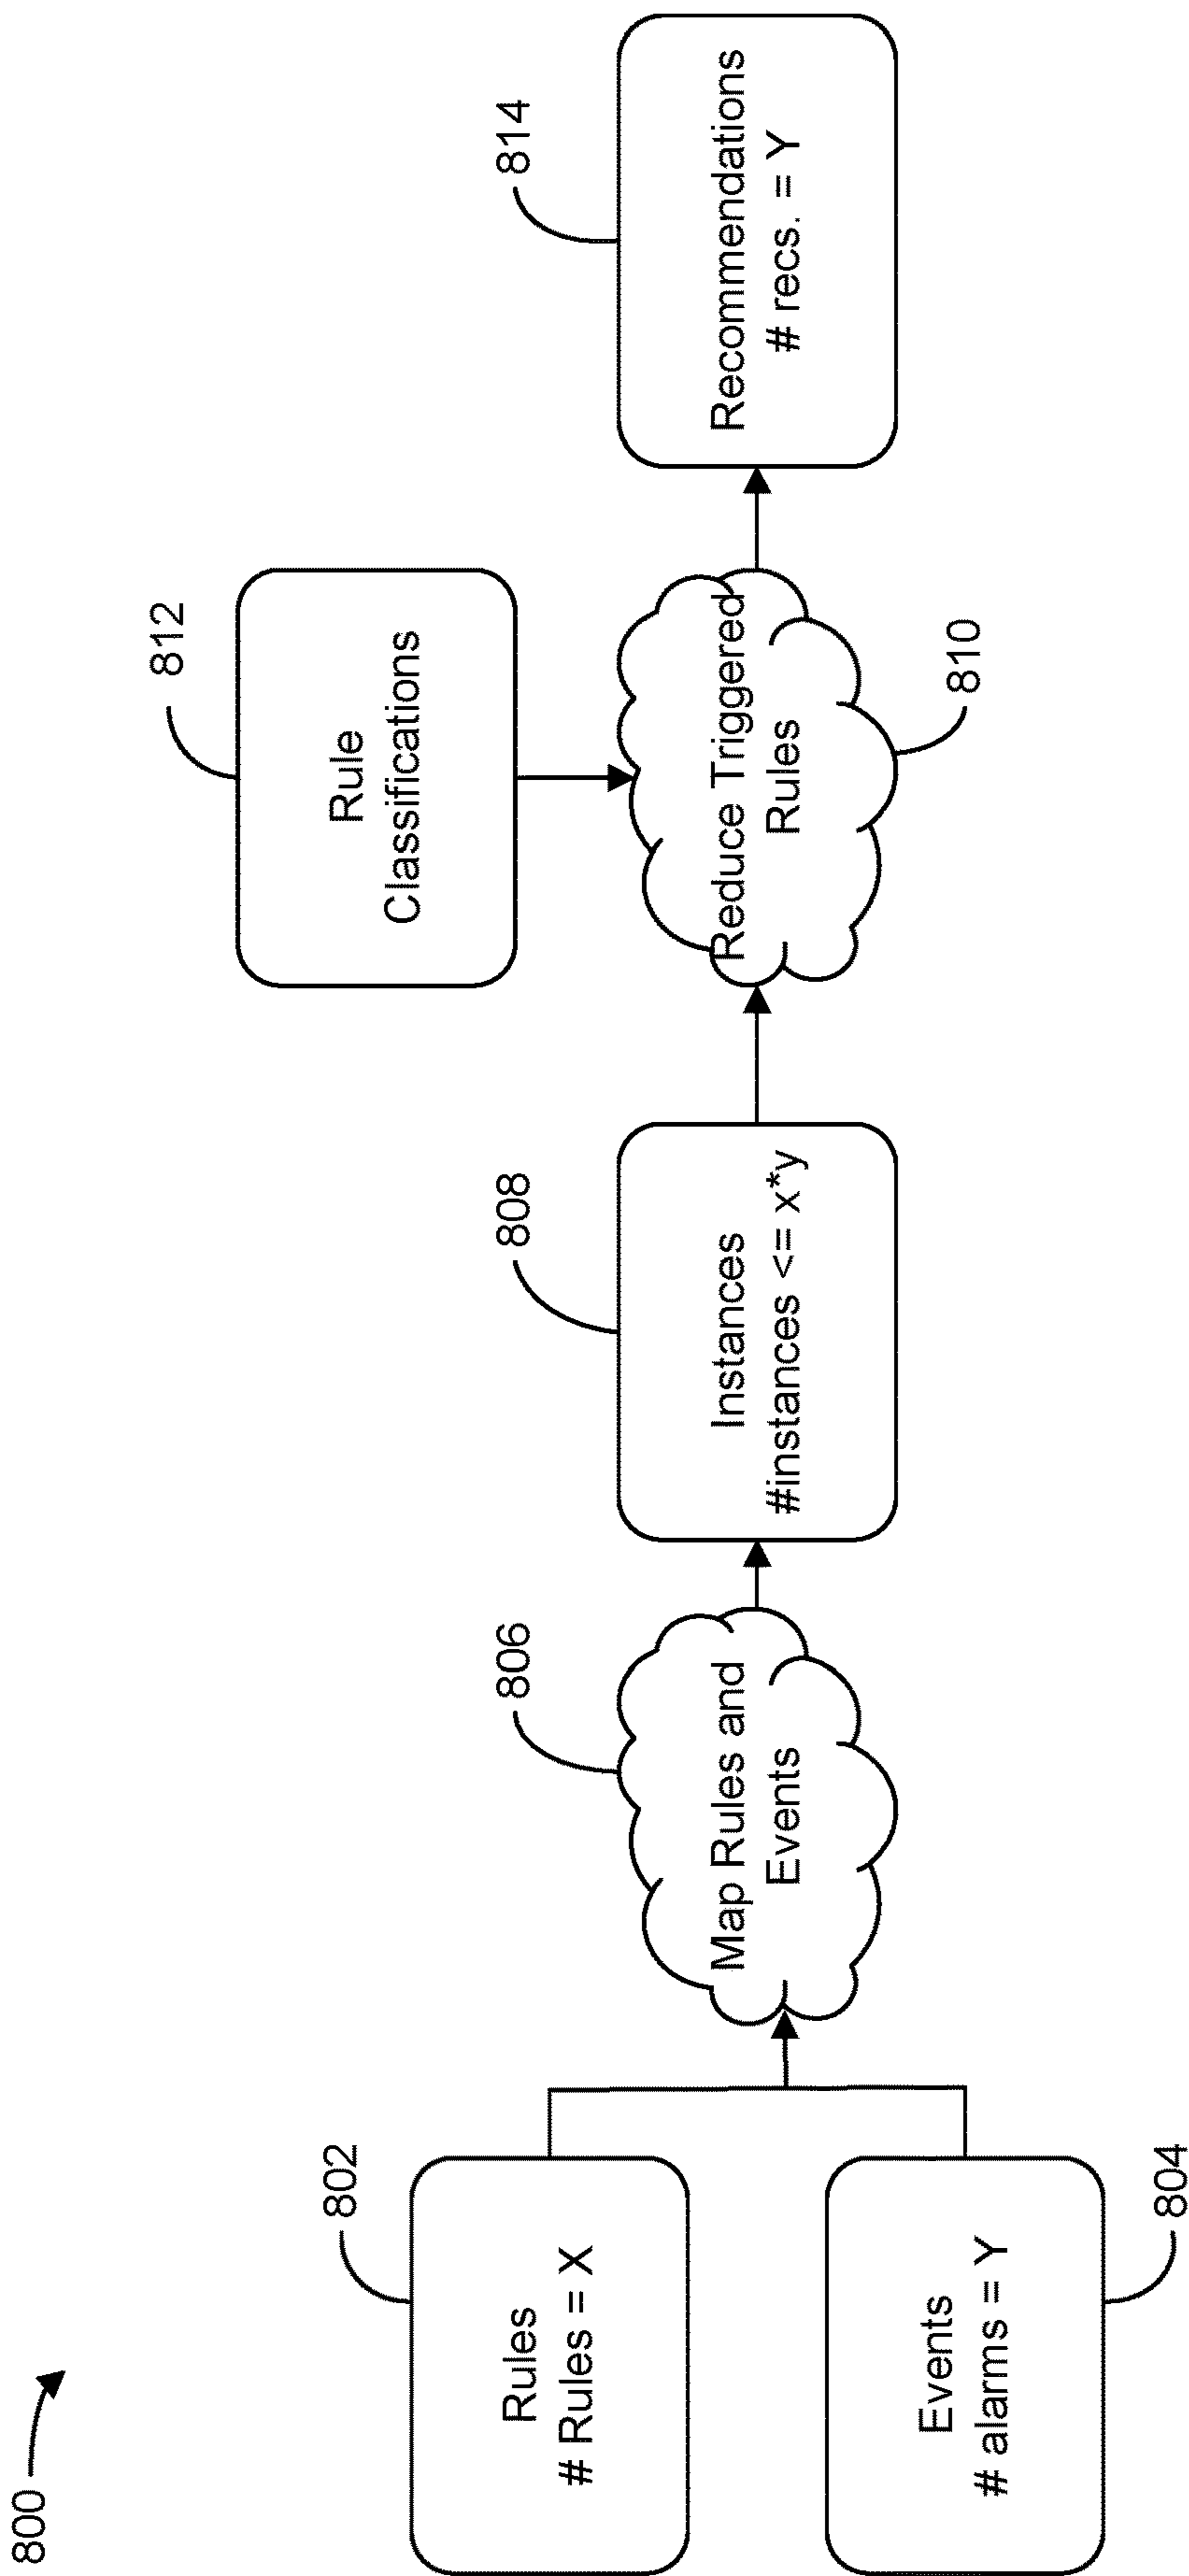 800
802
Rules
# Rules = X
Events
# alarms = Y
804
806
Map Rules and
Events
808
Instances
#instances <= x*y
812
Rule
Classifications
Reduce Triggered
Rules
810
814
Recommendations
# recs. = Y